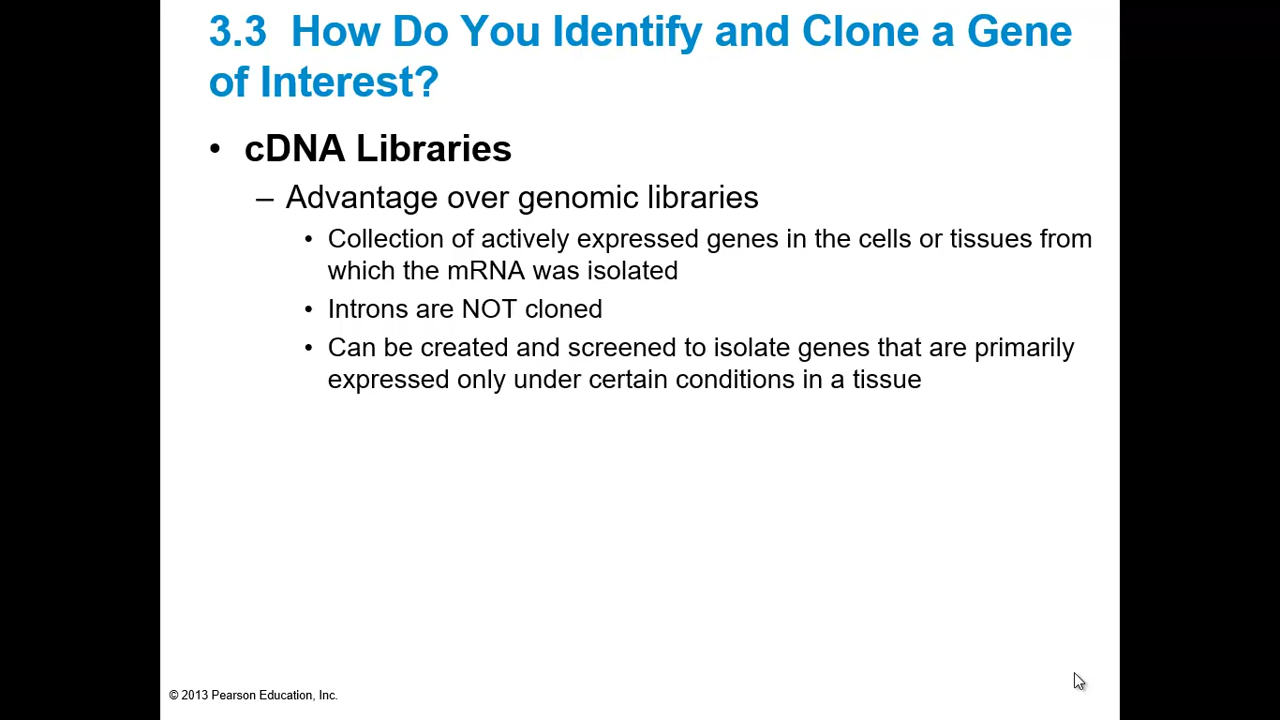 3.3 How Do You Identify and Clone a Gene
of Interest?
• cDNA Libraries
– Advantage over genomic libraries
• Collection of actively expressed genes in the cells or tissues from
which the mRNA was isolated
• Introns are NOT cloned
• Can be created and screened to isolate genes that are primarily
expressed only under certain conditions in a tissue
© 2013 Pearson Education, Inc.